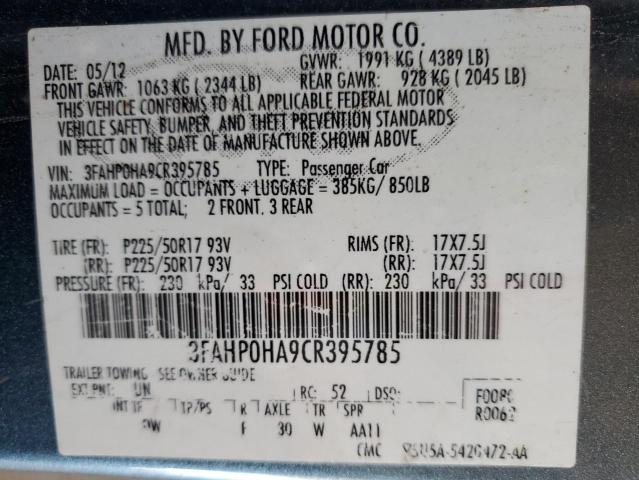 MFD. BY FORD MOTOR CO.
DATE: 05/12 GVWR: 1991 KG ( 4389 LB)
FRONT GAWR: 1063 KG ( 2344 LB) REAR GAWR: 928 KG ( 2045 LB)
THIS VEHICLE CONFORMS TO ALL APPLICABLE FEDERAL MOTOR
VEHICLE SAFETY, BUMPER, AND THEFT PREVENTION STANDARDS
IN EFFECT ON THE DATE OF MANUFACTURE SHOWN ABOVE.
VIN: 3FAHP0HA9CR395785 TYPE: Passenger Car
MAXIMUM LOAD = OCCUPANTS + LUGGAGE = 385KG/ 850LB
OCCUPANTS = 5 TOTAL; 2 FRONT, 3 REAR
TIRE (FR): P225/50R17 93V RIMS (FR): 17X7.5J
(RR): P225/50R17 93V (RR): 17X7.5J
PRESSURE (FR): 230 kPa/ 33 PSI COLD (RR): 230 kPa/ 33 PSI COLD
3FAHP0HA9CR395785
TRAILER TOWING: SEE OWNER GUIDE
EXT PNT: UN RC: 52 DSO:
INT TR TP/PS R AXLE TR SPR
W F 30 W AA11
CMC